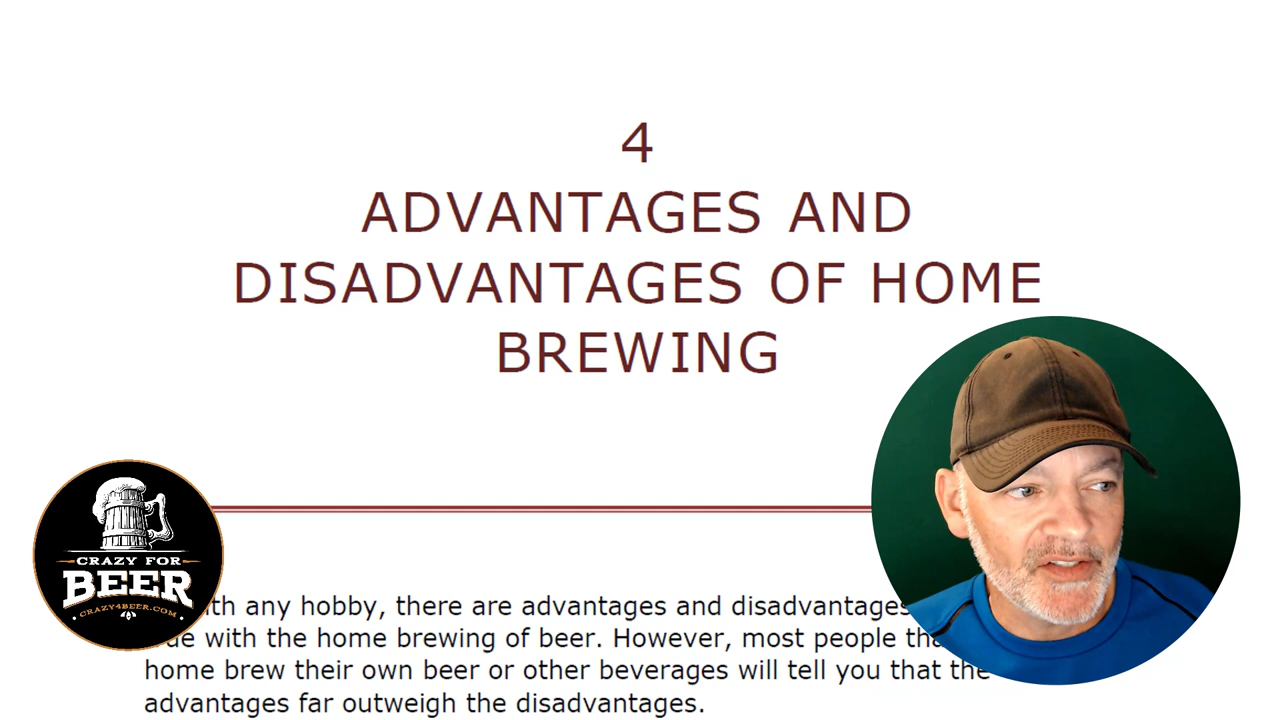 4
ADVANTAGES AND
DISADVANTAGES OF HOME
BREWING
CRAZY FOR
BEER
CRAZY4BEER.COM
any hobby, there are advantages and disadvantages
with the home brewing of beer. However, most people
home brew their own beer or other beverages will tell you that the
advantages far outweigh the disadvantages.